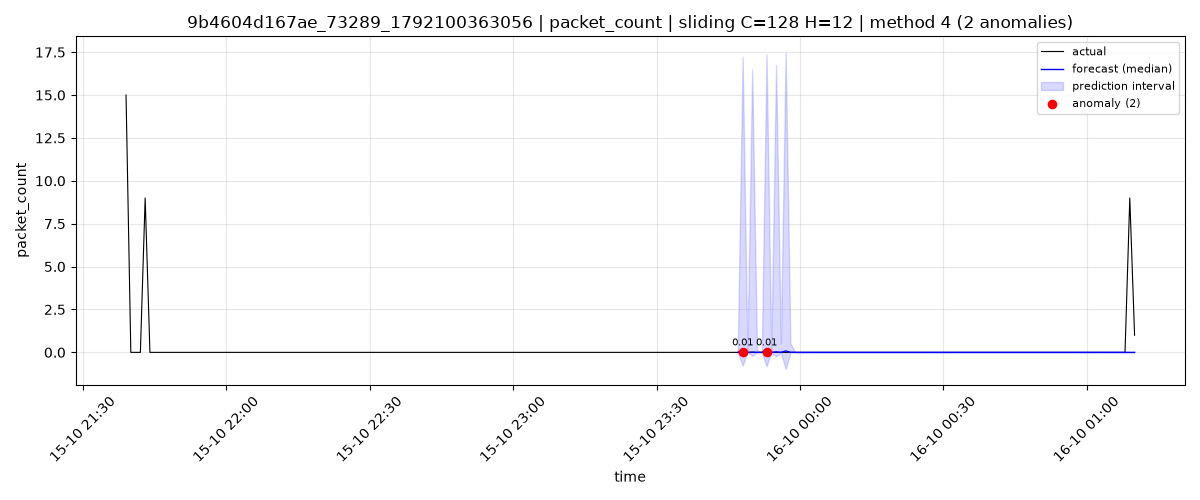 9b4604d167ae_73289_1792100363056 | packet_count | sliding C=128 H=12 | method 4 (2 anomalies)
actual
forecast (median)
prediction interval
anomaly (2)
packet_count
17.5
15.0
12.5
10.0
7.5
5.0
2.5
0.0
0.01
0.01
15-10 21:30
15-10 22:00
15-10 22:30
15-10 23:00
15-10 23:30
16-10 00:00
16-10 00:30
16-10 01:00
time